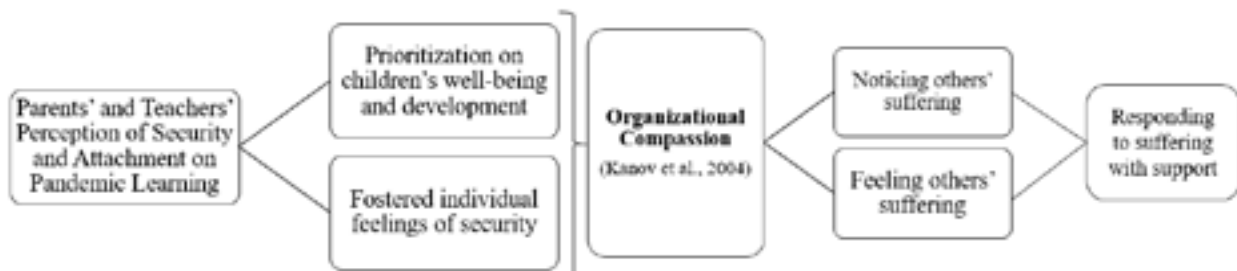 Parents' and Teachers'
Perception of Security
and Attachment on
Pandemic Learning
Prioritization on
children's well-being
and development
Fostered individual
feelings of security
Organizational
Compassion
(Kanov et al., 2004)
Noticing others'
suffering
Feeling others'
suffering
Responding
to suffering
with support